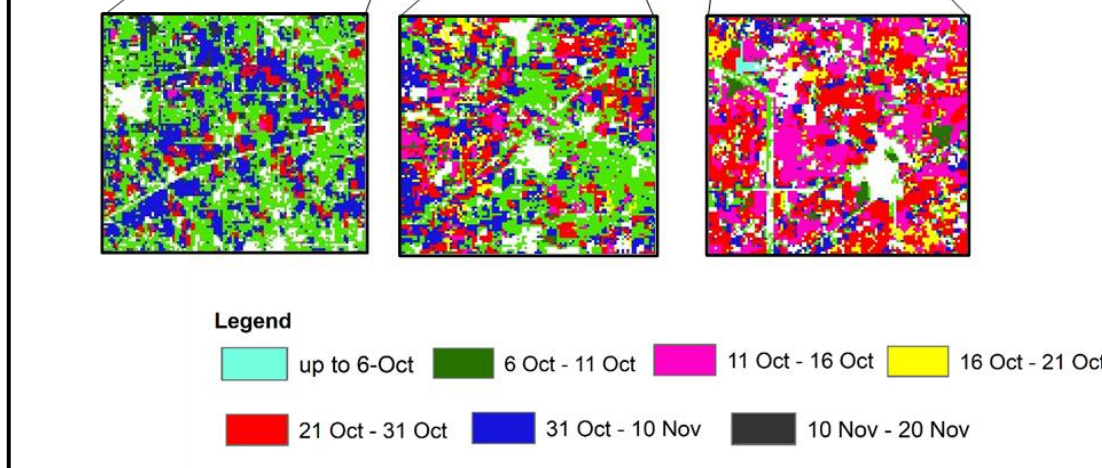 Legend
up to 6-Oct 6 Oct - 11 Oct 11 Oct - 16 Oct 16 Oct - 21 Oct
21 Oct - 31 Oct 31 Oct - 10 Nov 10 Nov - 20 Nov